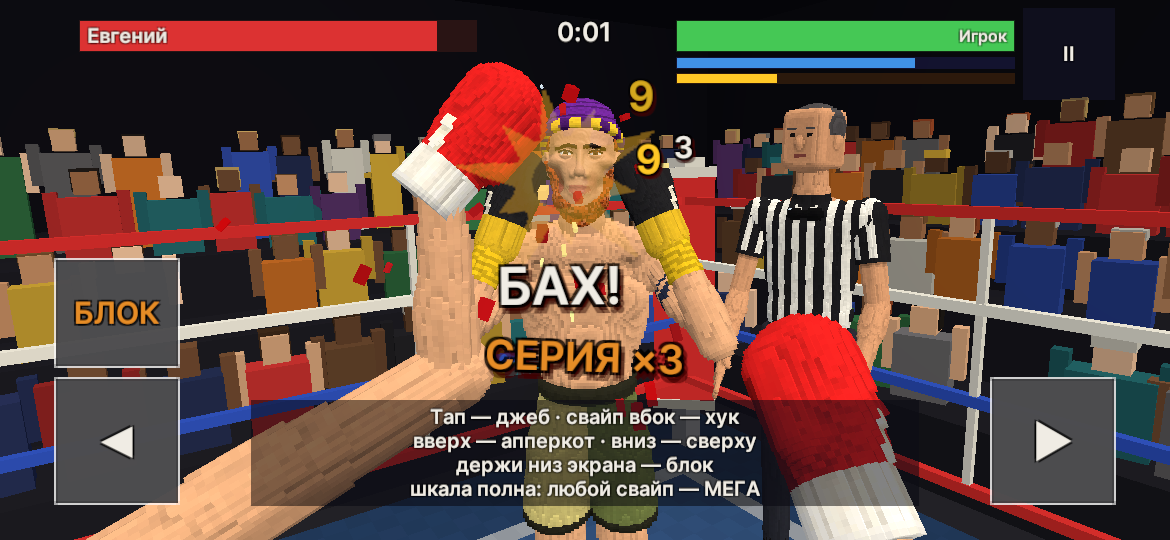 Евгений
0:01
Игрок
II
9
9
.3
БЛОК
БАХ!
СЕРИЯ ×3
Тап — джеб · свайп вбок — хук
вверх — апперкот · вниз — сверху
держи низ экрана — блок
шкала полна: любой свайп — МЕГА